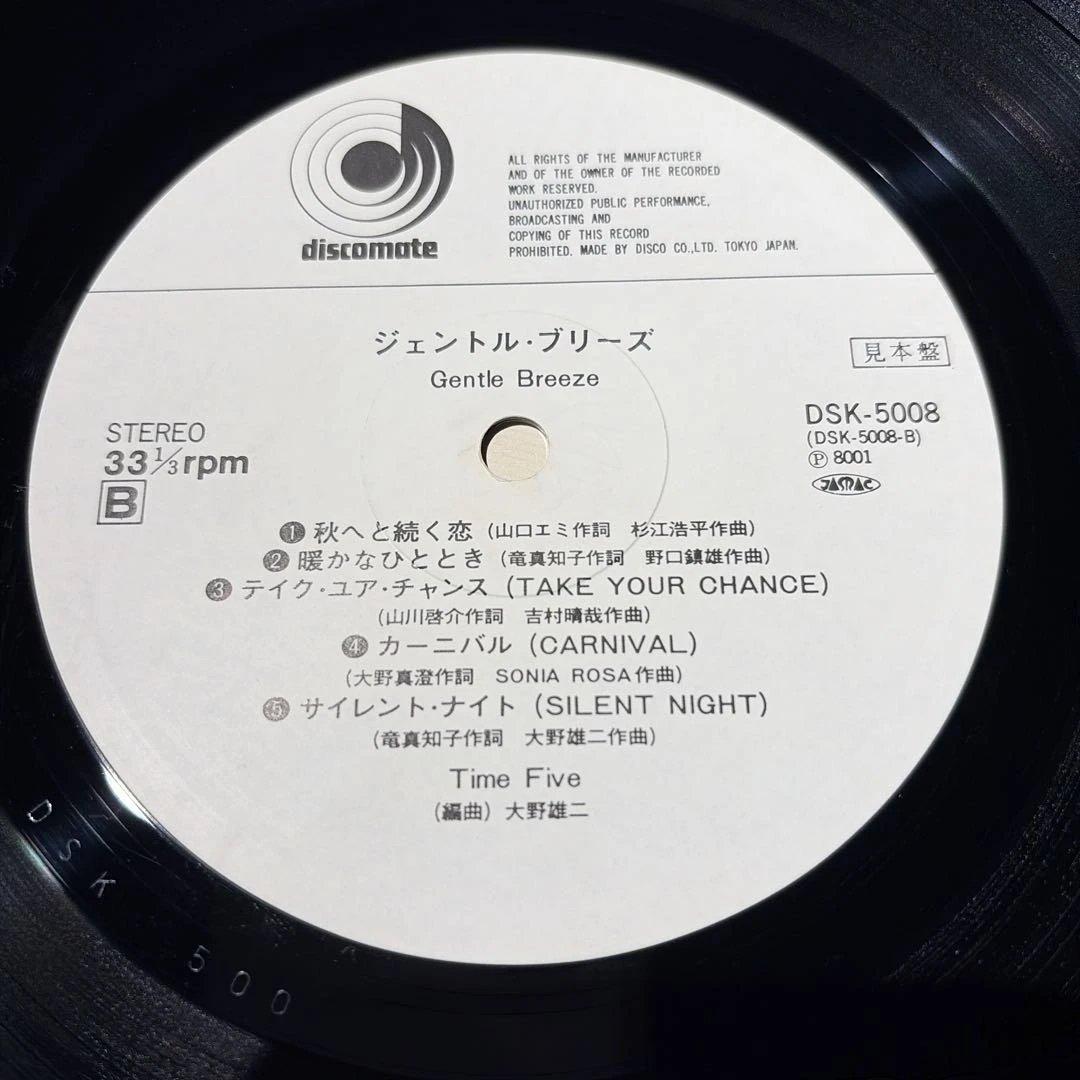 discomate
ALL RIGHTS OF THE MANUFACTURER
AND OF THE OWNER OF THE RECORDED
WORK RESERVED.
UNAUTHORIZED PUBLIC PERFORMANCE,
BROADCASTING AND
COPYING OF THIS RECORD
PROHIBITED. MADE BY DISCO CO.,LTD. TOKYO JAPAN.
ジェントル・ブリーズ
Gentle Breeze
見本盤
STEREO
33 1/3 rpm
B
DSK-5008
(DSK-5008-B)
Ⓟ 8001
JASRAC
❶ 秋へと続く恋 (山口エミ作詞 杉江浩平作曲)
❷ 暖かなひととき (竜真知子作詞 野口鎮雄作曲)
❸ テイク・ユア・チャンス (TAKE YOUR CHANCE)
(山川啓介作詞 吉村晴哉作曲)
❹ カーニバル (CARNIVAL)
(大野真澄作詞 SONIA ROSA作曲)
❺ サイレント・ナイト (SILENT NIGHT)
(竜真知子作詞 大野雄二作曲)
Time Five
(編曲) 大野雄二
DSK 500